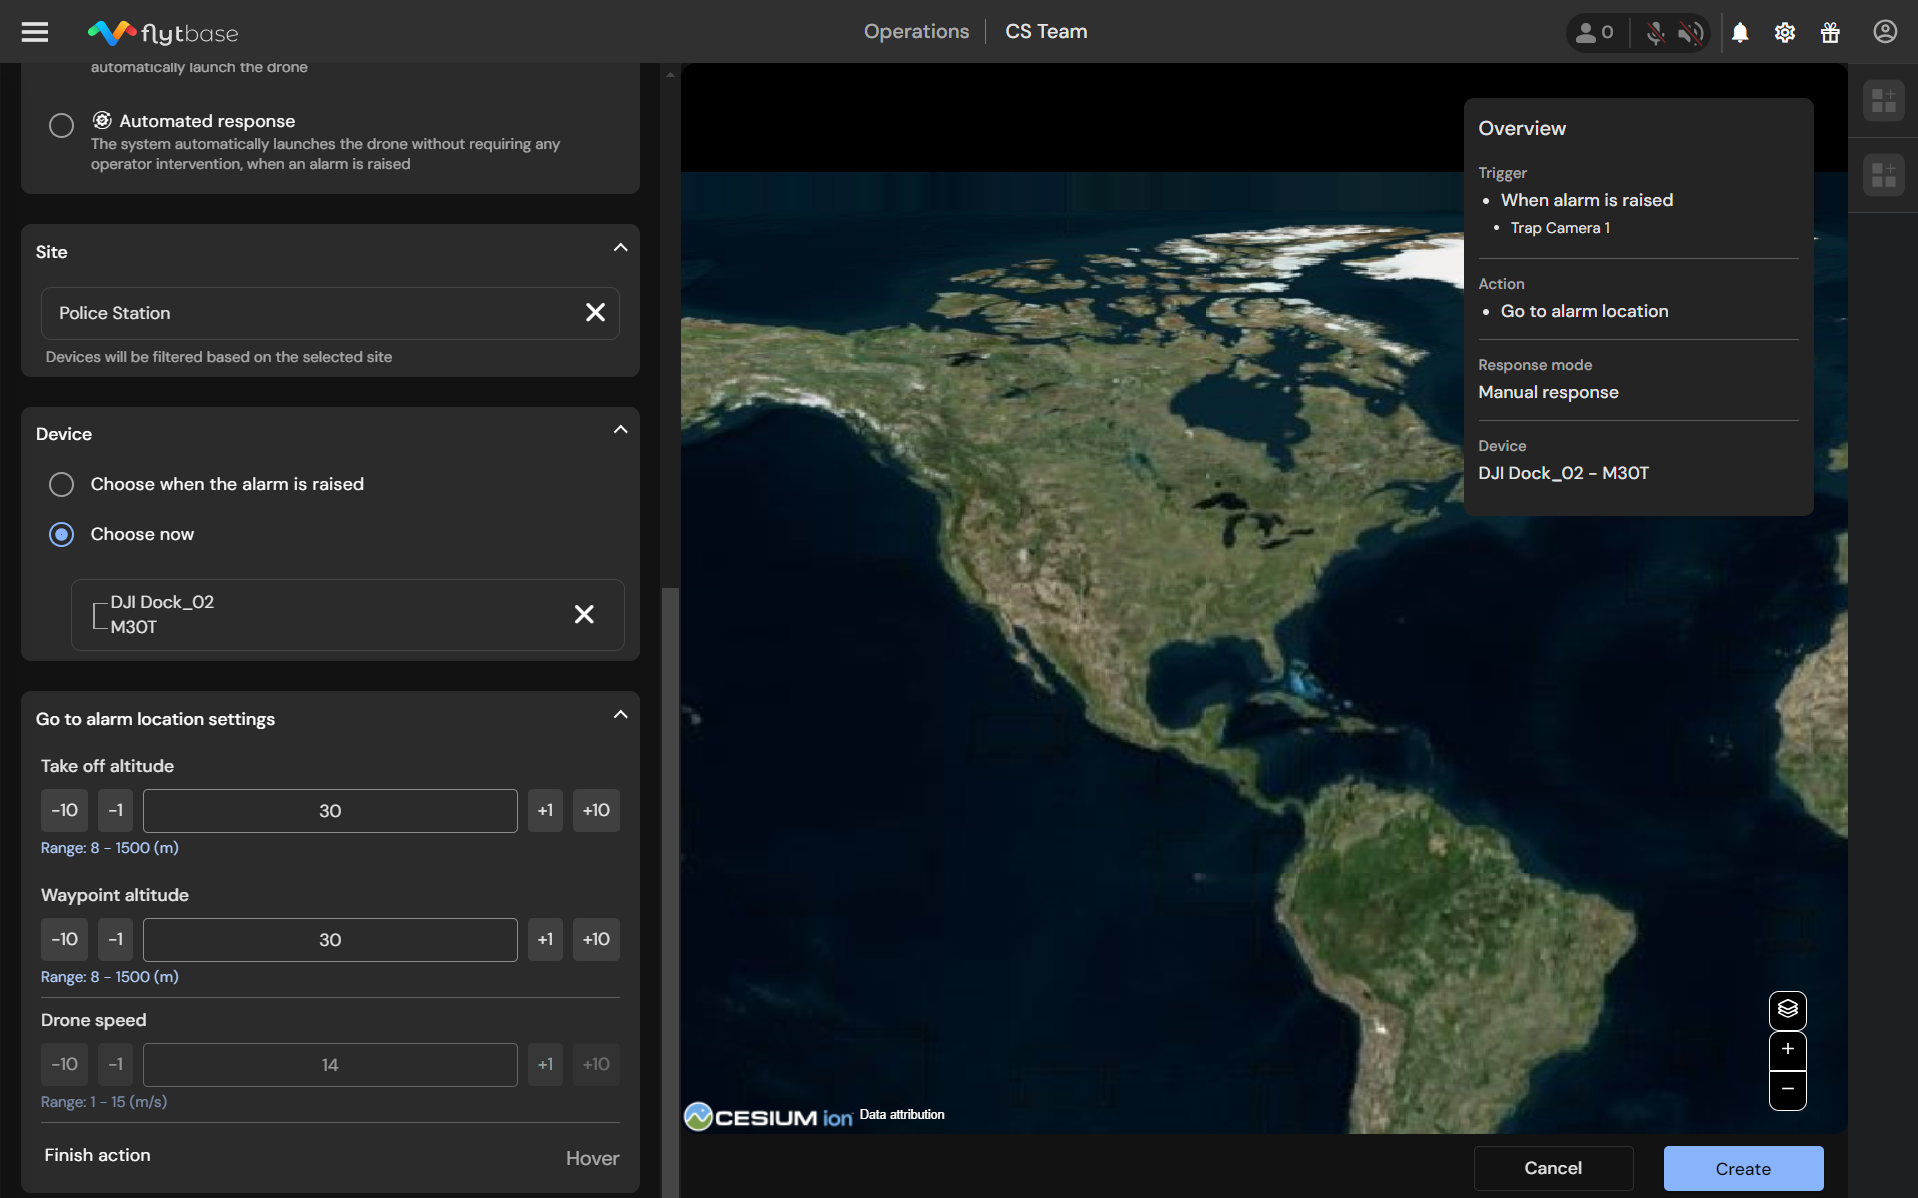 flytbase
Operations
CS Team
0
automatically launch the drone
Automated response
The system automatically launches the drone without requiring any
operator intervention, when an alarm is raised
Site
Police Station
Devices will be filtered based on the selected site
Device
Choose when the alarm is raised
Choose now
DJI Dock_02
M30T
Go to alarm location settings
Take off altitude
-10
-1
30
+1
+10
Range: 8 - 1500 (m)
Waypoint altitude
-10
-1
30
+1
+10
Range: 8 - 1500 (m)
Drone speed
-10
-1
14
+1
+10
Range: 1 - 15 (m/s)
Finish action
Hover
Overview
Trigger
• When alarm is raised
• Trap Camera 1
Action
• Go to alarm location
Response mode
Manual response
Device
DJI Dock_02 - M30T
+
−
CESIUM ion Data attribution
Cancel
Create